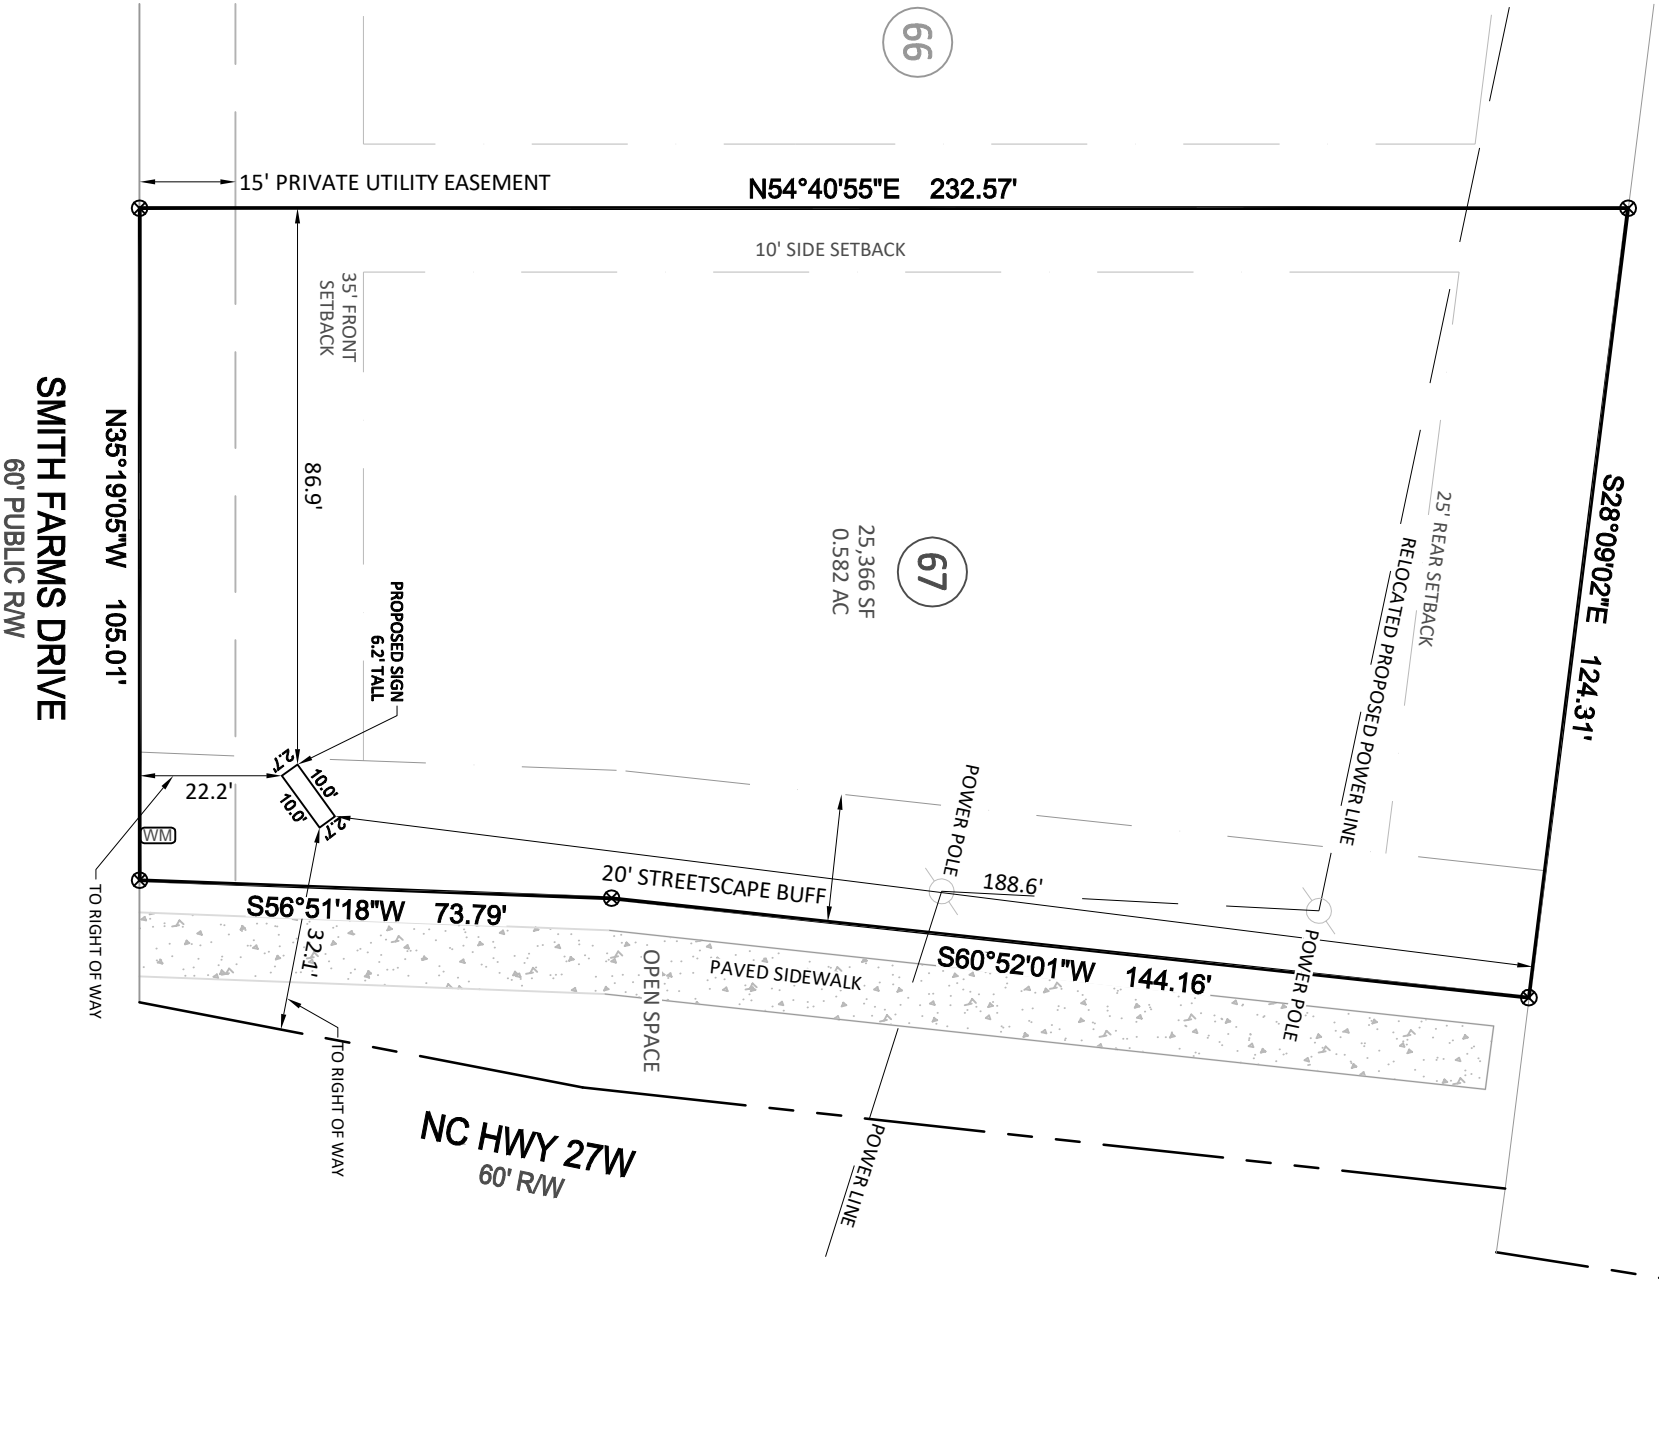 66
15' PRIVATE UTILITY EASEMENT
N54°40'55"E 232.57'
10' SIDE SETBACK
35' FRONT
SETBACK
86.9'
SMITH FARMS DRIVE
60' PUBLIC R/W
N35°19'05"W 105.01'
67
25,366 SF
0.582 AC
25' REAR SETBACK
RELOCATED PROPOSED POWER LINE
S28°09'02"E 124.31'
PROPOSED SIGN
6.2' TALL
2.7'
10.0'
10.0'
2.7'
22.2'
WM
TO RIGHT OF WAY
POWER POLE
188.6'
20' STREETSCAPE BUFF
S56°51'18"W 73.79'
32.1'
OPEN SPACE
PAVED SIDEWALK
S60°52'01"W 144.16'
POWER POLE
TO RIGHT OF WAY
NC HWY 27W
60' R/W
POWER LINE